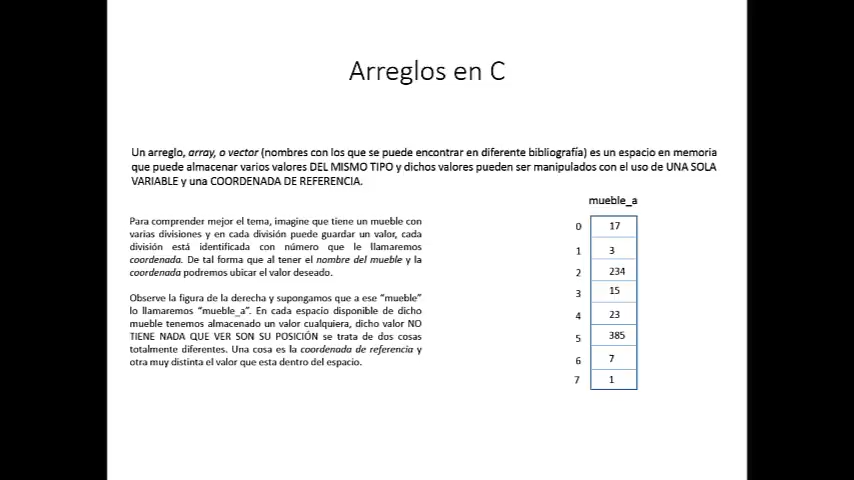 Arreglos en C
Un arreglo, array, o vector (nombres con los que se puede encontrar en diferente bibliografía) es un espacio en memoria
que puede almacenar varios valores DEL MISMO TIPO y dichos valores pueden ser manipulados con el uso de UNA SOLA
VARIABLE y una COORDENADA DE REFERENCIA.
Para comprender mejor el tema, imagine que tiene un mueble con
varias divisiones y en cada división puede guardar un valor, cada
división está identificada con número que le llamaremos
coordenada. De tal forma que al tener el nombre del mueble y la
coordenada podremos ubicar el valor deseado.
Observe la figura de la derecha y supongamos que a ese “mueble”
lo llamaremos “mueble_a”. En cada espacio disponible de dicho
mueble tenemos almacenado un valor cualquiera, dicho valor NO
TIENE NADA QUE VER SON SU POSICIÓN se trata de dos cosas
totalmente diferentes. Una cosa es la coordenada de referencia y
otra muy distinta el valor que esta dentro del espacio.
mueble_a
0 17
1 3
2 234
3 15
4 23
5 385
6 7
7 1